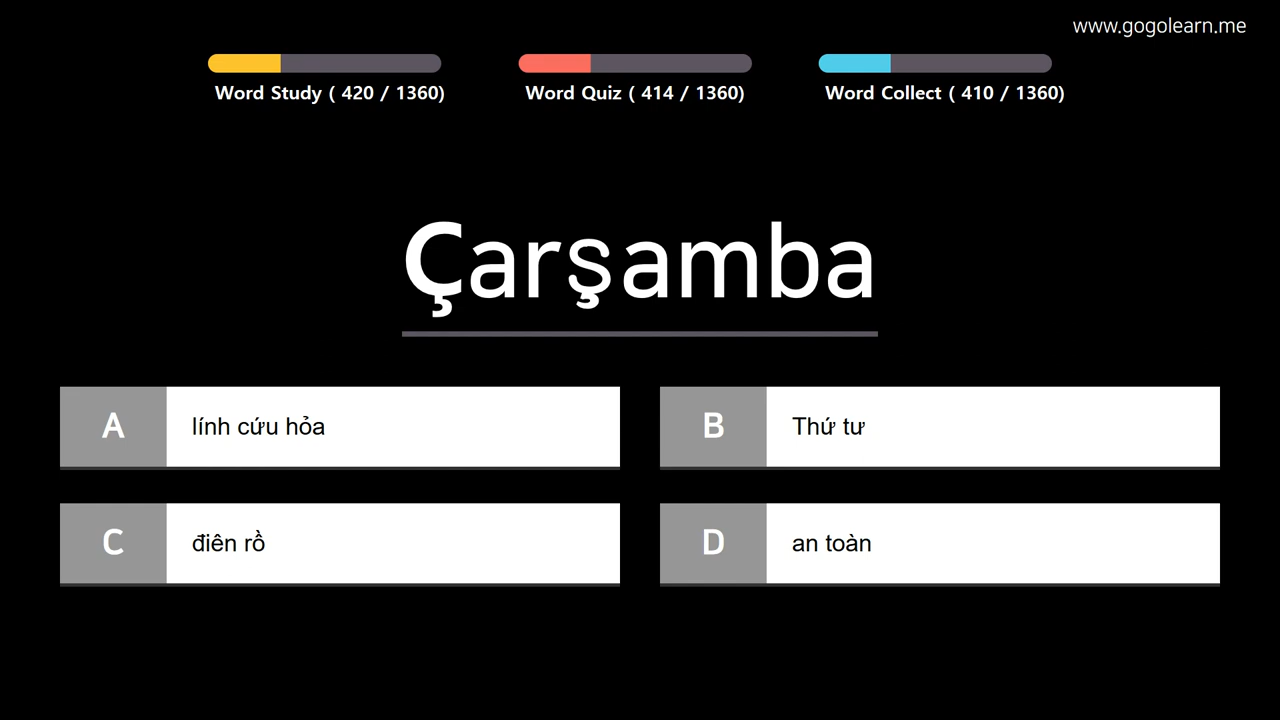 www.gogolearn.me
Word Study ( 420 / 1360)
Word Quiz ( 414 / 1360)
Word Collect ( 410 / 1360)
Çarşamba
A
lính cứu hỏa
B
Thứ tư
C
điên rồ
D
an toàn